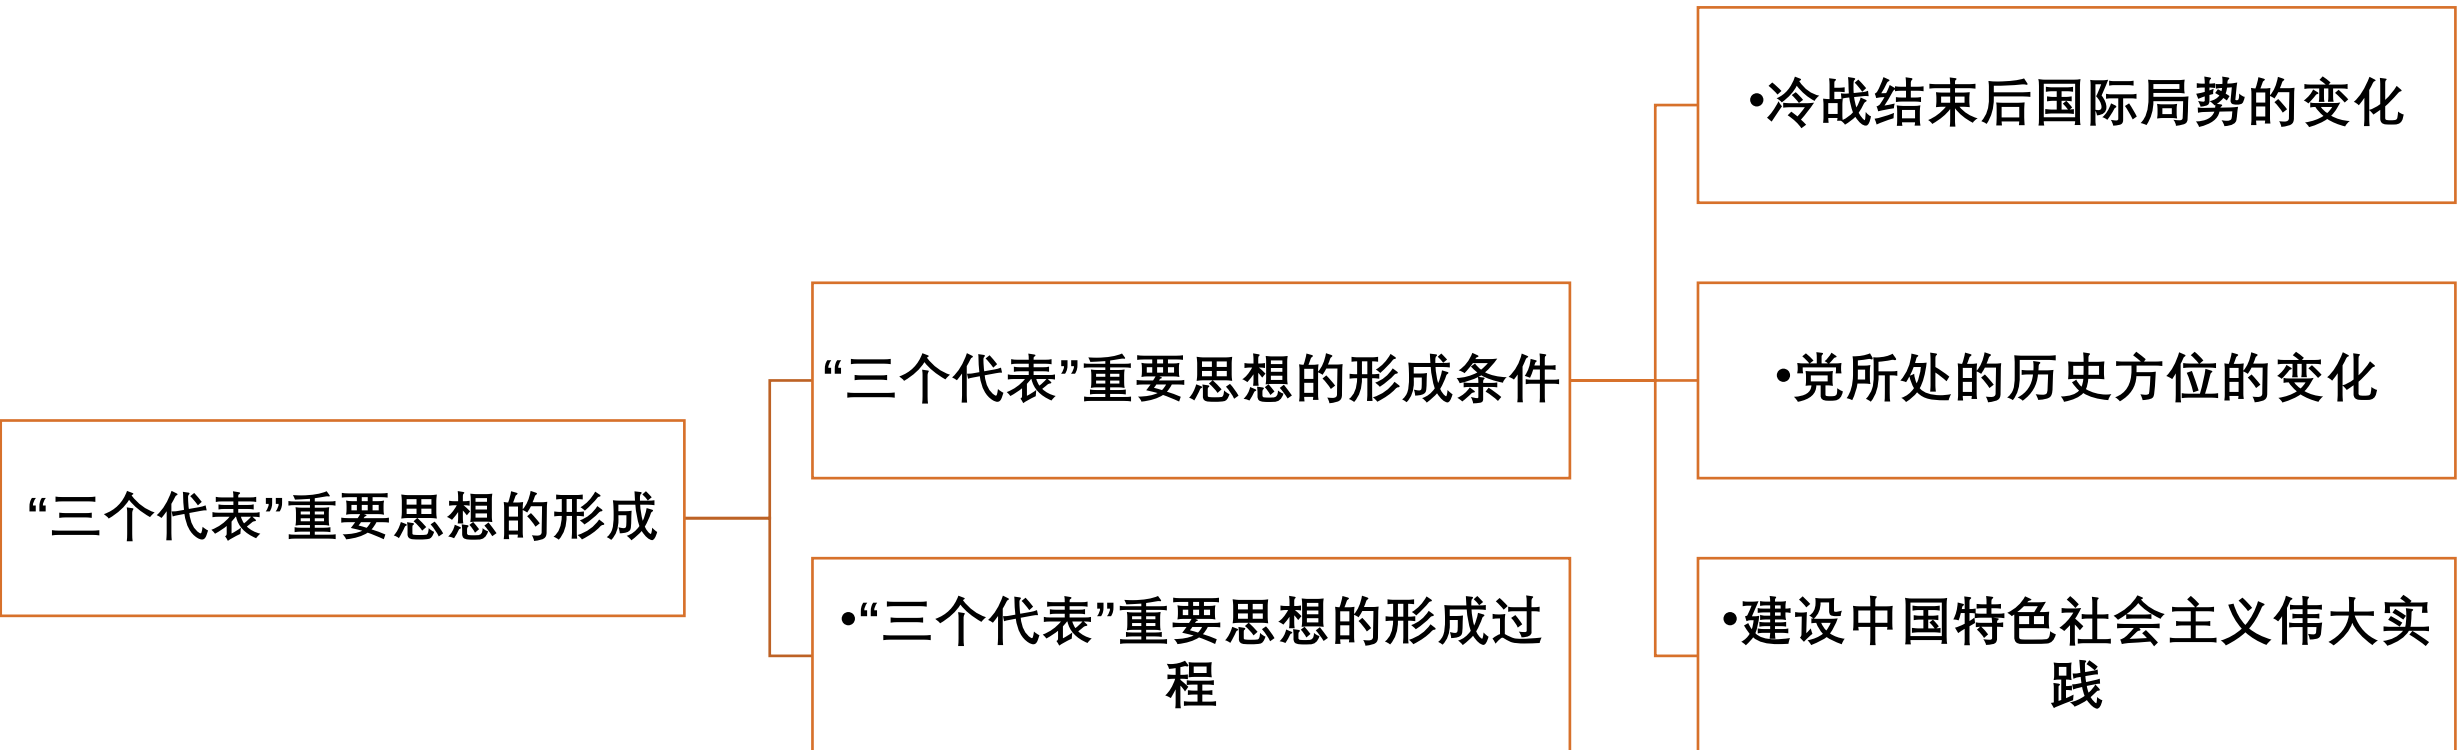 “三个代表”重要思想的形成
“三个代表”重要思想的形成条件
•“三个代表”重要思想的形成过
程
•冷战结束后国际局势的变化
•党所处的历史方位的变化
•建设中国特色社会主义伟大实
践